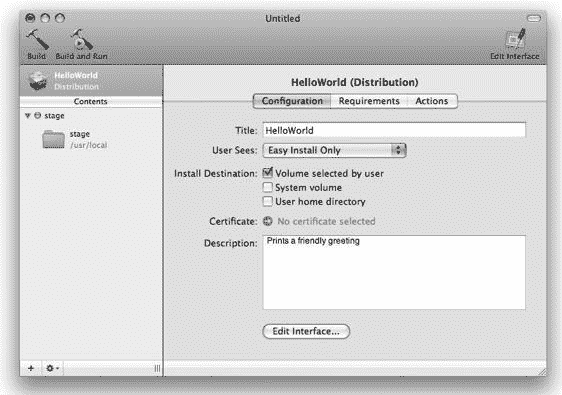 Untitled
Build Build and Run Edit Interface
HelloWorld
Distribution
Contents
stage
stage
/usr/local
HelloWorld (Distribution)
Configuration Requirements Actions
Title: HelloWorld
User Sees: Easy Install Only
Install Destination: Volume selected by user
System volume
User home directory
Certificate: No certificate selected
Description: Prints a friendly greeting
Edit Interface...